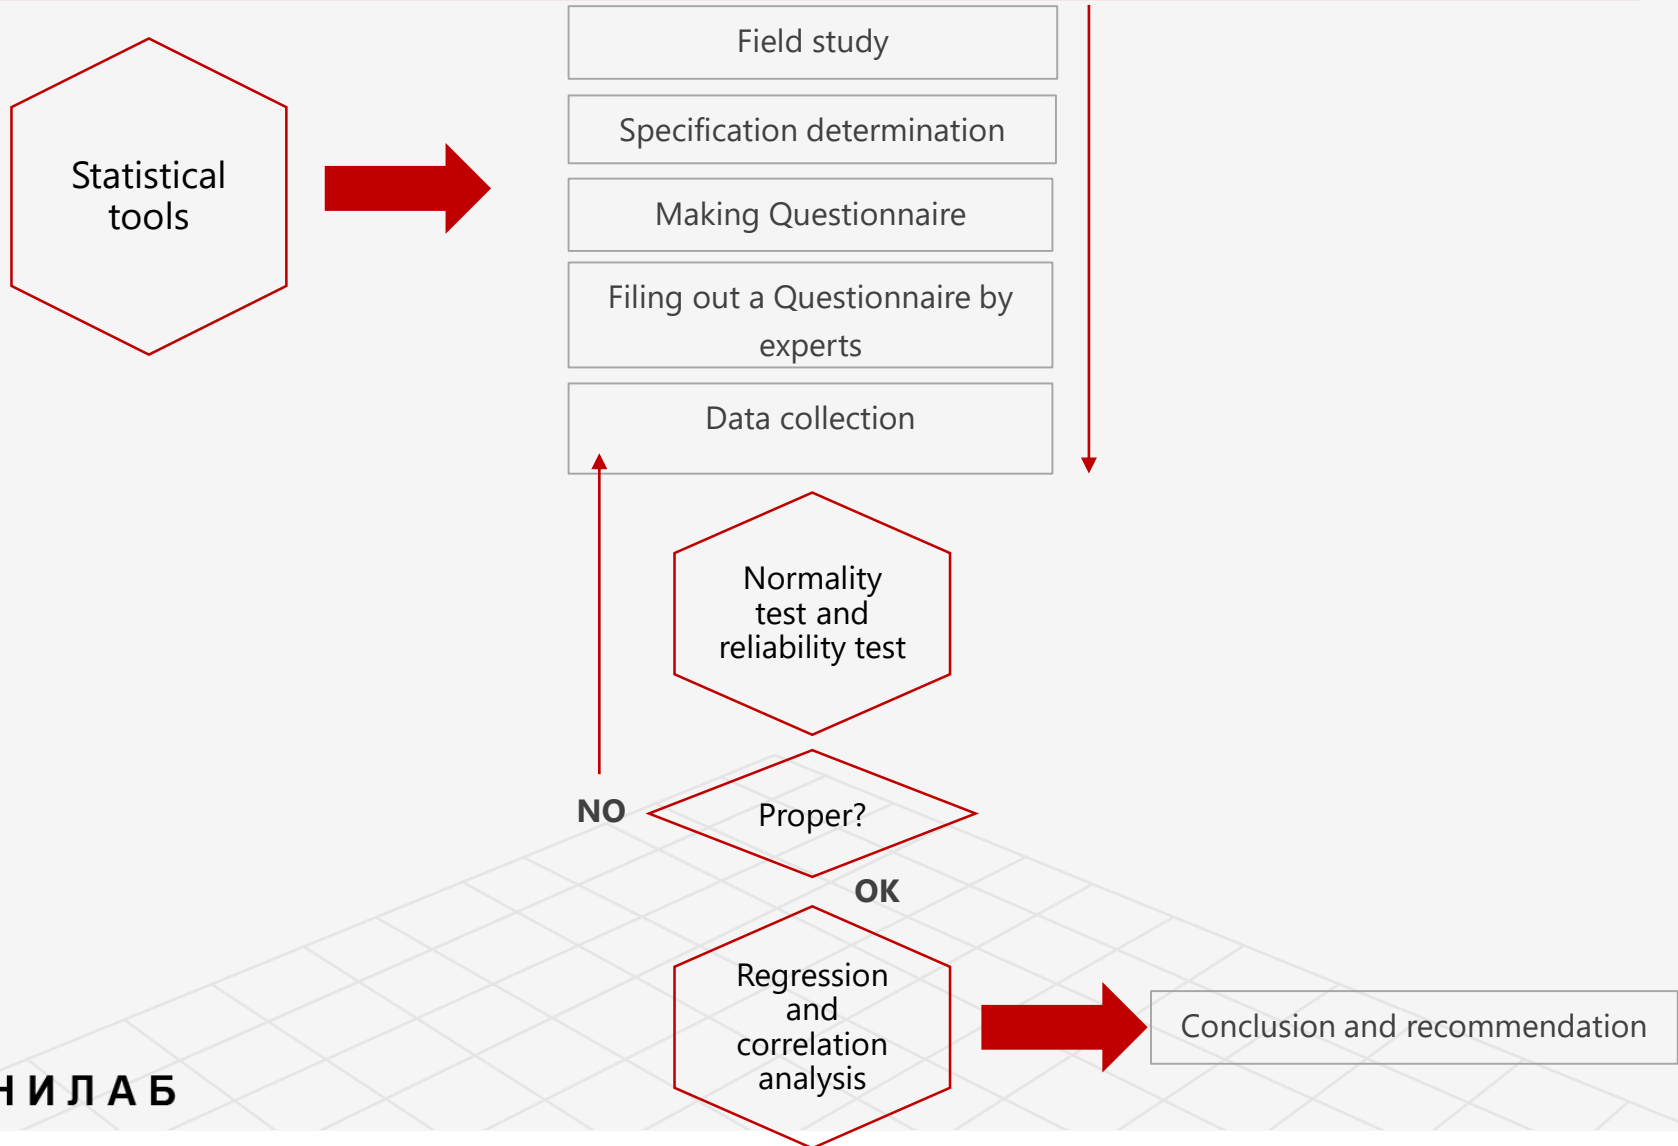 Field study
Statistical
tools
Specification determination
Making Questionnaire
Filing out a Questionnaire by
experts
Data collection
Normality
test and
reliability test
NO
Proper?
OK
Regression
and
correlation
analysis
Conclusion and recommendation
НИЛАБ